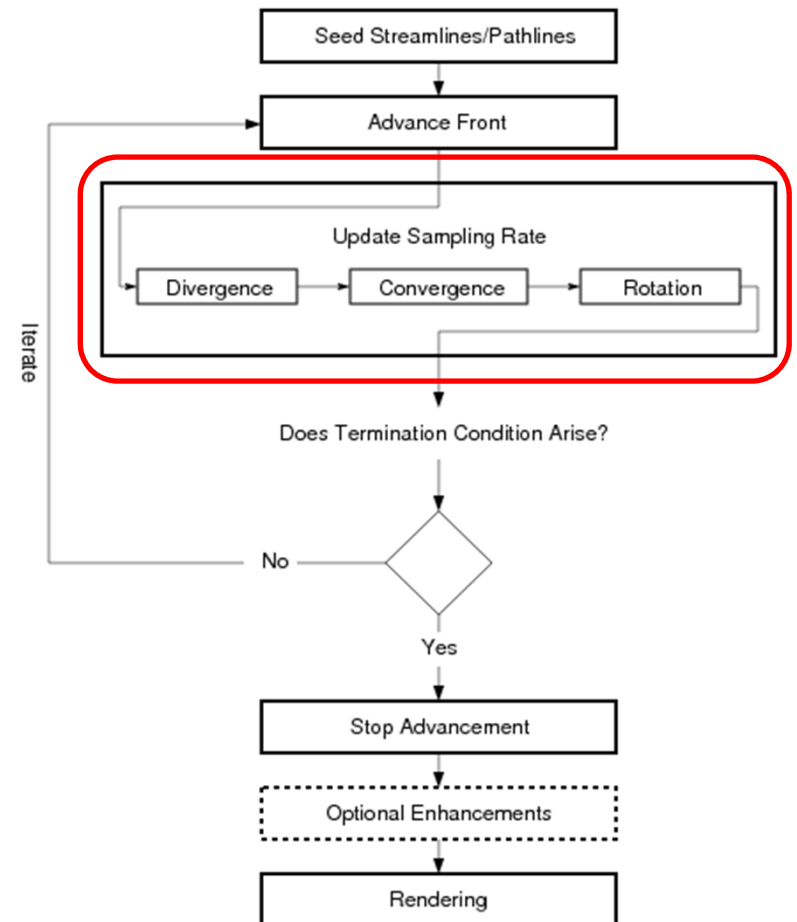 Seed Streamlines/Pathlines
Advance Front
Update Sampling Rate
Divergence
Convergence
Rotation
Iterate
Does Termination Condition Arise?
No
Yes
Stop Advancement
Optional Enhancements
Rendering